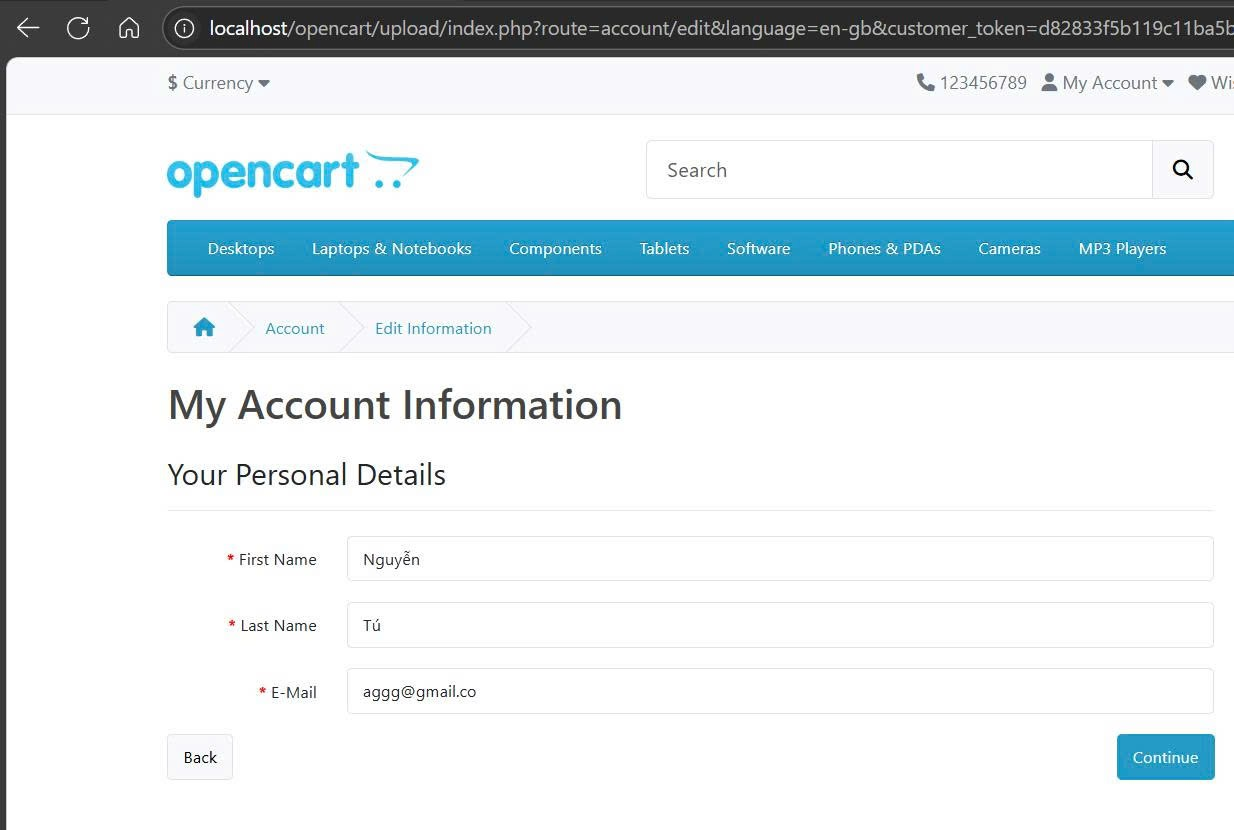 localhost/opencart/upload/index.php?route=account/edit&language=en-gb&customer_token=d82833f5b119c11ba5b
$ Currency 123456789 My Account
opencart Search
Desktops Laptops & Notebooks Components Tablets Software Phones & PDAs Cameras MP3 Players
Account Edit Information
My Account Information
Your Personal Details
* First Name Nguyễn
* Last Name Tú
* E-Mail aggg@gmail.co
Back Continue